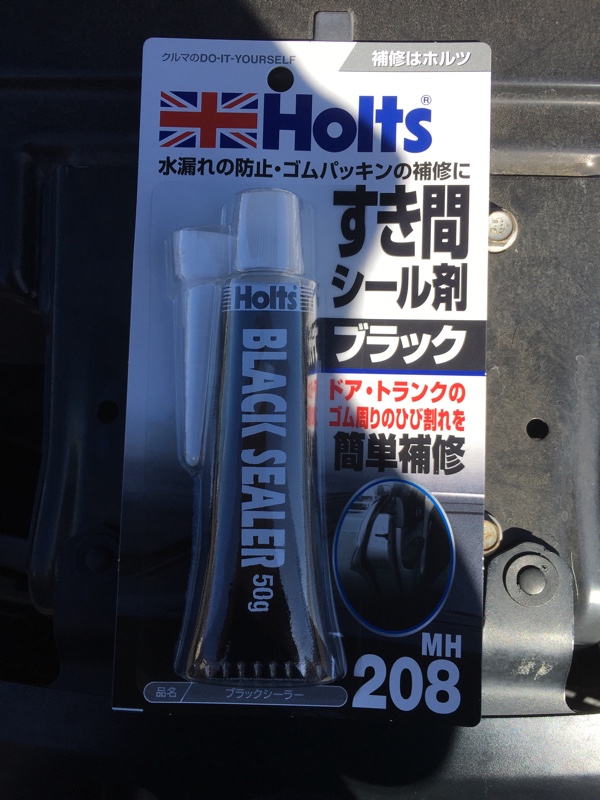 クルマのDO-IT-YOURSELF
補修はホルツ
Holts®
水漏れの防止・ゴムパッキンの補修に
すき間
シール剤
ブラック
ドア・トランクの
ゴム周りのひび割れを
簡単補修
Holts®
BLACK SEALER 50g
MH
208
品名
ブラックシーラー